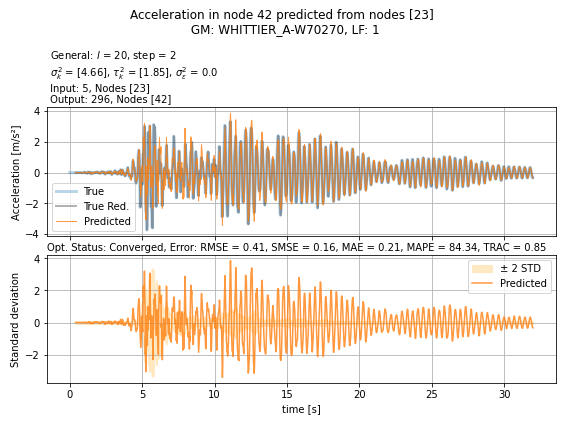 Acceleration in node 42 predicted from nodes [23]
GM: WHITTIER_A-W70270, LF: 1
General: l = 20, step = 2
σ²ₖ = [4.66], τ²ₖ = [1.85], σ²ε = 0.0
Input: 5, Nodes [23]
Output: 296, Nodes [42]
Acceleration [m/s²]
4
2
0
−2
−4
True
True Red.
Predicted
Opt. Status: Converged, Error: RMSE = 0.41, SMSE = 0.16, MAE = 0.21, MAPE = 84.34, TRAC = 0.85
Standard deviation
4
2
0
−2
± 2 STD
Predicted
0 5 10 15 20 25 30
time [s]